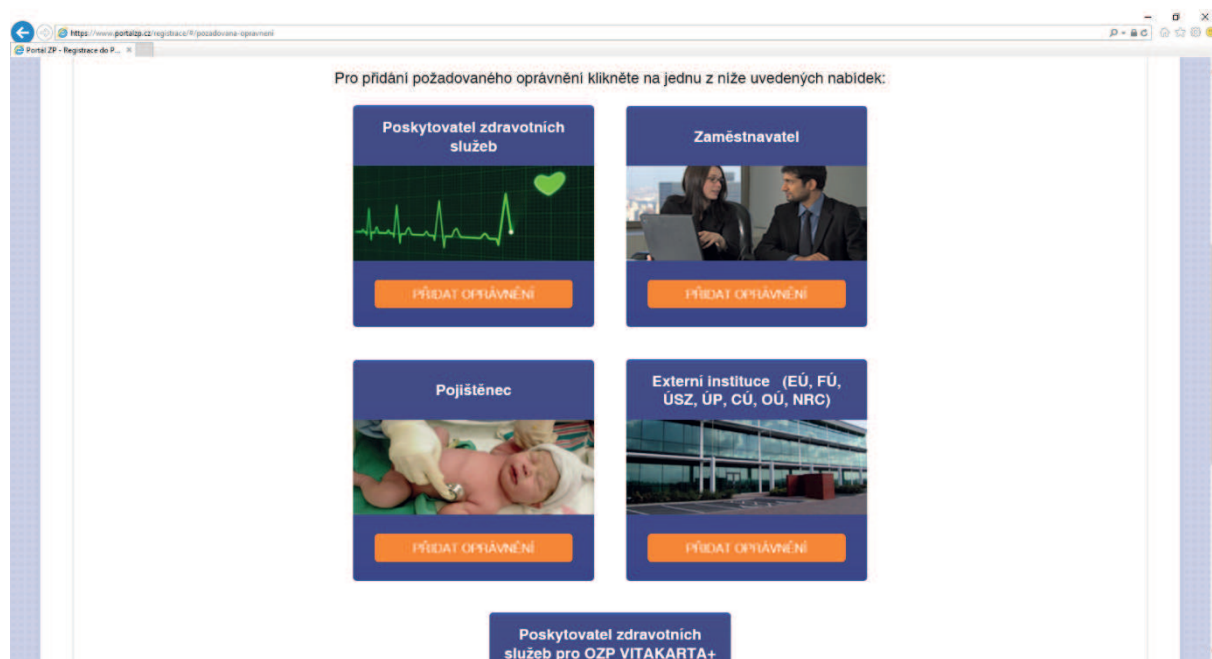 https://www.portalzp.cz/registrace/#/pozadovana-opravneni
Portál ZP - Registrace do P...
Pro přidání požadovaného oprávnění klikněte na jednu z níže uvedených nabídek:
Poskytovatel zdravotních
služeb
PŘIDAT OPRÁVNĚNÍ
Zaměstnavatel
PŘIDAT OPRÁVNĚNÍ
Pojištěnec
PŘIDAT OPRÁVNĚNÍ
Externí instituce (EÚ, FÚ,
ÚSZ, ÚP, CÚ, OÚ, NRC)
PŘIDAT OPRÁVNĚNÍ
Poskytovatel zdravotních
služeb pro OZP VITAKARTA+